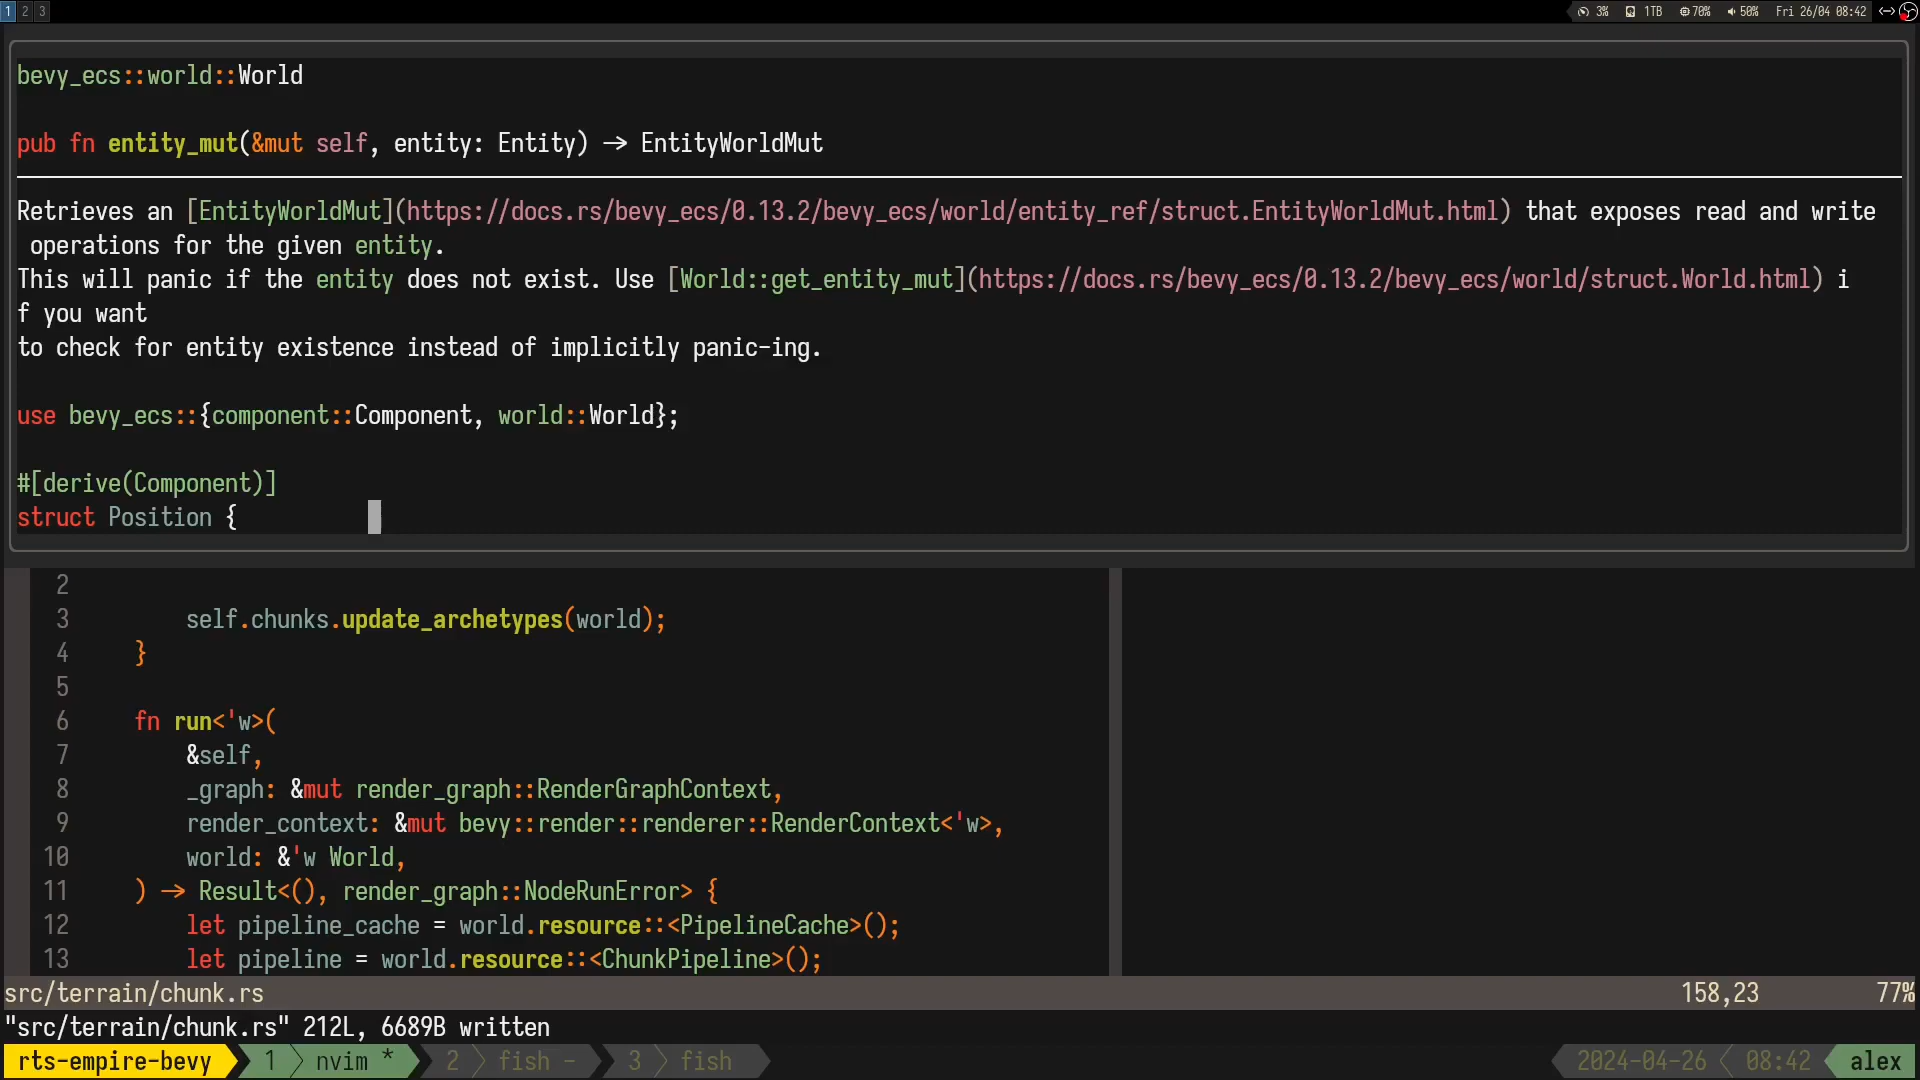 1 2 3 3% 1TB 70% 50% Fri 26/04 08:42
bevy_ecs::world::World
pub fn entity_mut(&mut self, entity: Entity) -> EntityWorldMut
Retrieves an [EntityWorldMut](https://docs.rs/bevy_ecs/0.13.2/bevy_ecs/world/entity_ref/struct.EntityWorldMut.html) that exposes read and write
operations for the given entity.
This will panic if the entity does not exist. Use [World::get_entity_mut](https://docs.rs/bevy_ecs/0.13.2/bevy_ecs/world/struct.World.html) i
f you want
to check for entity existence instead of implicitly panic-ing.
use bevy_ecs::{component::Component, world::World};
#[derive(Component)]
struct Position {
2
3 self.chunks.update_archetypes(world);
4 }
5
6 fn run<'w>(
7 &self,
8 _graph: &mut render_graph::RenderGraphContext,
9 render_context: &mut bevy::render::renderer::RenderContext<'w>,
10 world: &'w World,
11 ) -> Result<(), render_graph::NodeRunError> {
12 let pipeline_cache = world.resource::<PipelineCache>();
13 let pipeline = world.resource::<ChunkPipeline>();
src/terrain/chunk.rs 158,23 77%
"src/terrain/chunk.rs" 212L, 6689B written
rts-empire-bevy 1 nvim * 2 fish - 3 fish 2024-04-26 08:42 alex